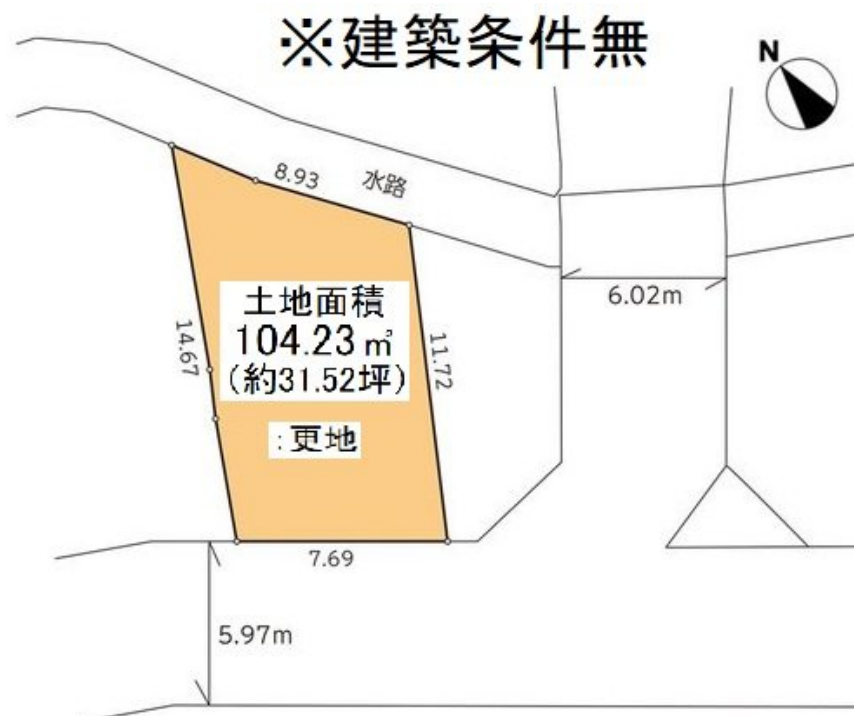 ※建築条件無
N
8.93
水路
6.02m
土地面積
104.23㎡
（約31.52坪）
:更地
14.67
11.72
7.69
5.97m